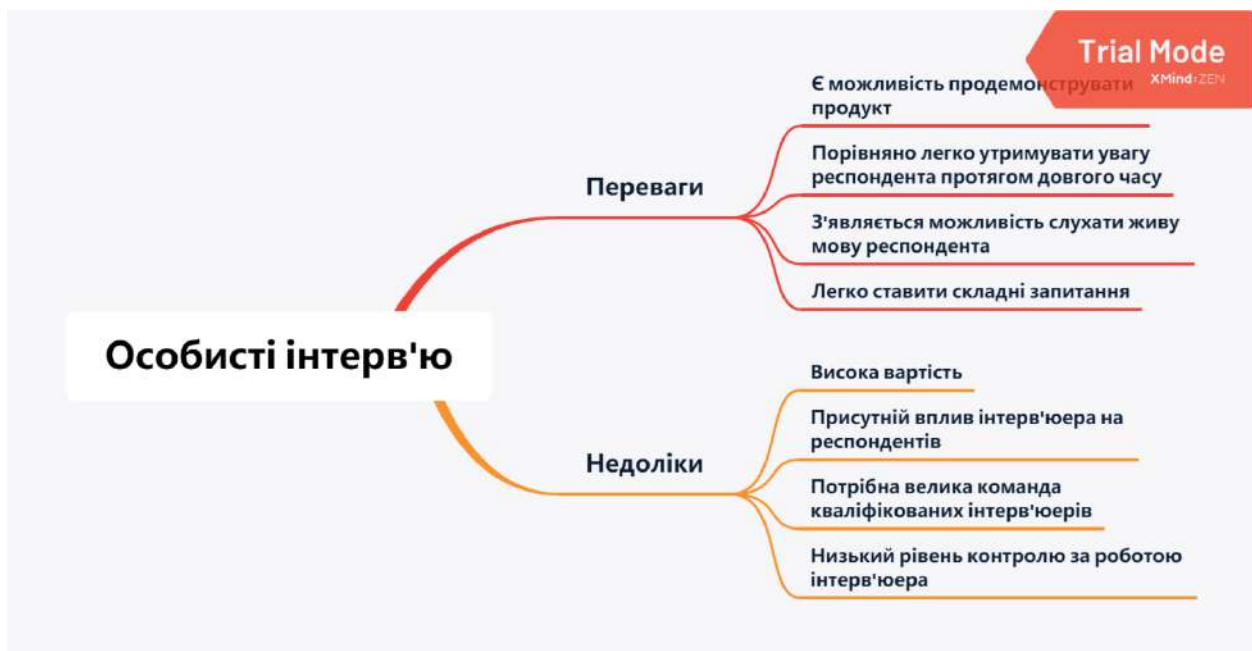 Trial Mode
XMind:ZEN
Є можливість продемонструвати
продукт
Порівняно легко утримувати увагу
респондента протягом довгого часу
Переваги
З'являється можливість слухати живу
мову респондента
Легко ставити складні запитання
Особисті інтерв'ю
Висока вартість
Присутній вплив інтерв'юера на
респондентів
Недоліки
Потрібна велика команда
кваліфікованих інтерв'юерів
Низький рівень контролю за роботою
інтерв'юера